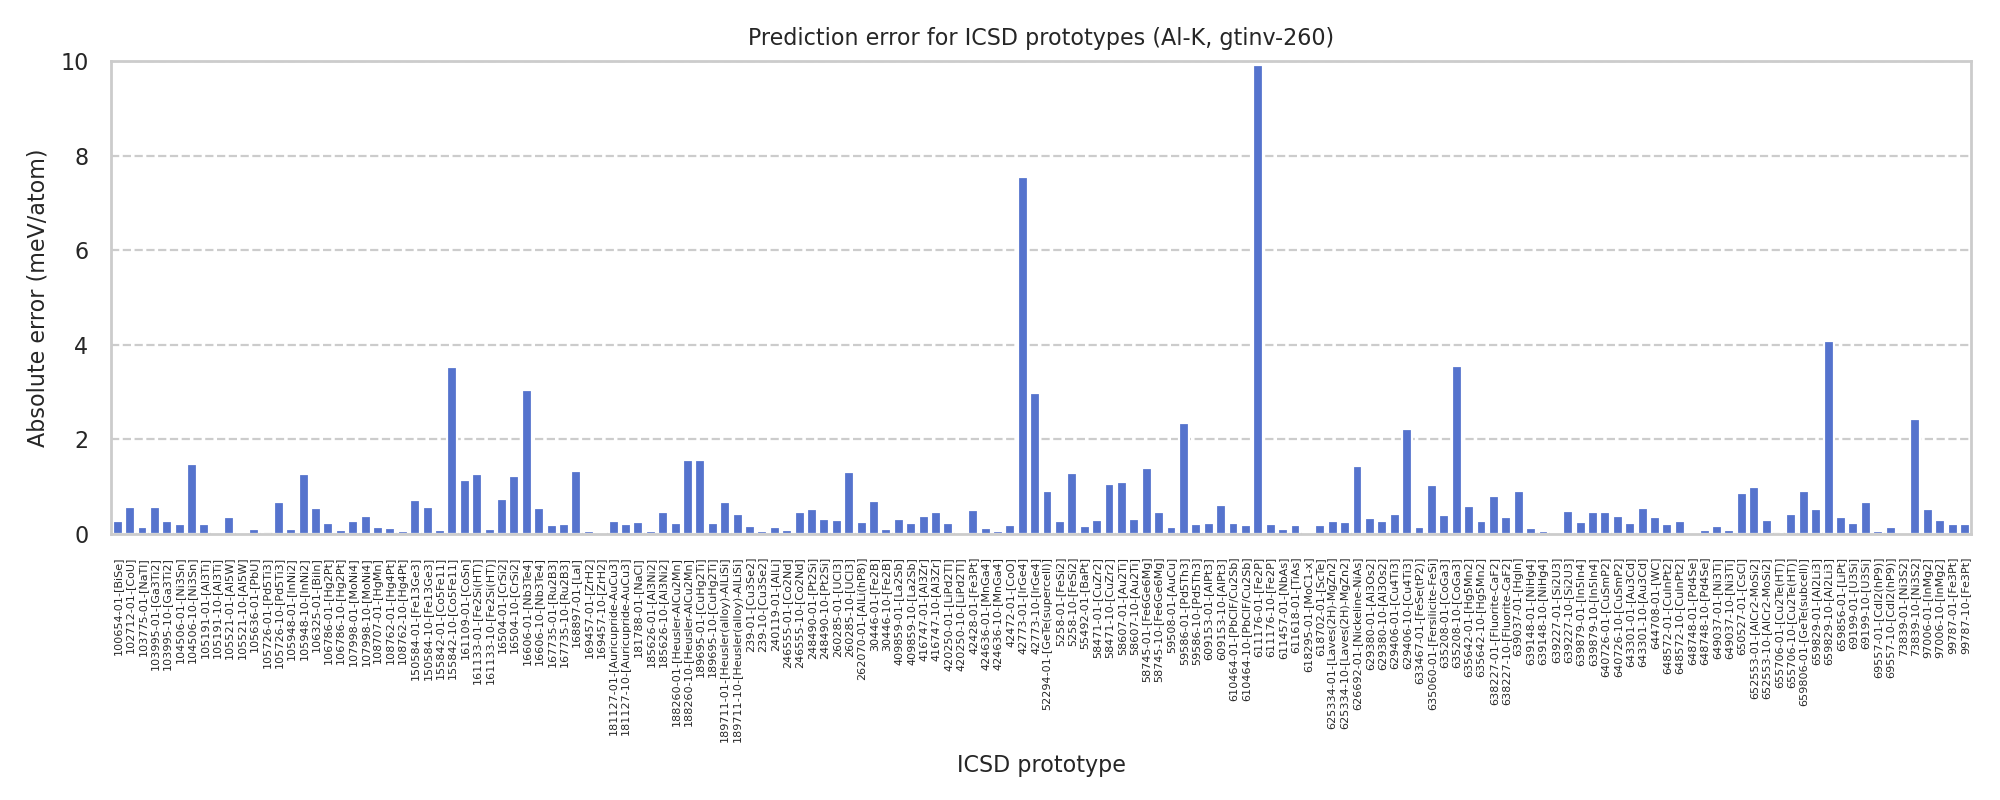 Prediction error for ICSD prototypes (Al-K, gtinv-260)
Absolute error (meV/atom)
10
8
6
4
2
0
100654-01-[BiSe]
102712-01-[CoU]
103775-01-[NaTl]
103995-01-[Ga3Ti2]
103995-10-[Ga3Ti2]
104506-01-[Ni3Sn]
104506-10-[Ni3Sn]
105191-01-[Al3Ti]
105191-10-[Al3Ti]
105521-01-[Al5W]
105521-10-[Al5W]
105636-01-[PbU]
105726-01-[Pd5Ti3]
105726-10-[Pd5Ti3]
105948-01-[InNi2]
105948-10-[InNi2]
106325-01-[BiIn]
106786-01-[Hg2Pt]
106786-10-[Hg2Pt]
107998-01-[MoNi4]
107998-10-[MoNi4]
108707-01-[HgMn]
108762-01-[Hg4Pt]
108762-10-[Hg4Pt]
150584-01-[Fe13Ge3]
150584-10-[Fe13Ge3]
155842-01-[Co5Fe11]
155842-10-[Co5Fe11]
161109-01-[CoSn]
161133-01-[Fe2Si(HT)]
161133-10-[Fe2Si(HT)]
16504-01-[CrSi2]
16504-10-[CrSi2]
16606-01-[Nb3Te4]
16606-10-[Nb3Te4]
167735-01-[Ru2B3]
167735-10-[Ru2B3]
168897-01-[LaI]
169457-01-[ZrH2]
169457-10-[ZrH2]
181127-01-[Auricupride-AuCu3]
181127-10-[Auricupride-AuCu3]
181788-01-[NaCl]
185626-01-[Al3Ni2]
185626-10-[Al3Ni2]
188260-01-[Heusler-AlCu2Mn]
188260-10-[Heusler-AlCu2Mn]
189695-01-[CuHg2Ti]
189695-10-[CuHg2Ti]
189711-01-[Heusler(alloy)-AlLiSi]
189711-10-[Heusler(alloy)-AlLiSi]
239-01-[Cu3Se2]
239-10-[Cu3Se2]
240119-01-[AlLi]
246555-01-[Co2Nd]
246555-10-[Co2Nd]
248490-01-[Pt2Si]
248490-10-[Pt2Si]
260285-01-[UCl3]
260285-10-[UCl3]
262070-01-[AlLi(hP8)]
30446-01-[Fe2B]
30446-10-[Fe2B]
409859-01-[La2Sb]
409859-10-[La2Sb]
416747-01-[Al3Zr]
416747-10-[Al3Zr]
420250-01-[LiPd2Tl]
420250-10-[LiPd2Tl]
42428-01-[Fe3Pt]
424636-01-[MnGa4]
424636-10-[MnGa4]
42472-01-[CoO]
42773-01-[IrGe4]
42773-10-[IrGe4]
52294-01-[GeTe(supercell)]
5258-01-[FeSi2]
5258-10-[FeSi2]
55492-01-[BaPt]
58471-01-[CuZr2]
58471-10-[CuZr2]
58607-01-[Au2Ti]
58607-10-[Au2Ti]
58745-01-[Fe6Ge6Mg]
58745-10-[Fe6Ge6Mg]
59508-01-[AuCu]
59586-01-[Pd5Th3]
59586-10-[Pd5Th3]
609153-01-[AlPt3]
609153-10-[AlPt3]
610464-01-[PbClF/Cu2Sb]
610464-10-[PbClF/Cu2Sb]
611176-01-[Fe2P]
611176-10-[Fe2P]
611457-01-[NbAs]
611618-01-[TiAs]
618295-01-[MoC1-x]
618702-01-[ScTe]
625334-01-[Laves(2H)-MgZn2]
625334-10-[Laves(2H)-MgZn2]
626692-01-[Nickeline-NiAs]
629380-01-[Al3Os2]
629380-10-[Al3Os2]
629406-01-[Cu4Ti3]
629406-10-[Cu4Ti3]
633467-01-[FeSe(tP2)]
635060-01-[Fersilicite-FeSi]
635208-01-[CoGa3]
635208-10-[CoGa3]
635642-01-[Hg5Mn2]
635642-10-[Hg5Mn2]
638227-01-[Fluorite-CaF2]
638227-10-[Fluorite-CaF2]
639037-01-[HgIn]
639148-01-[NiHg4]
639148-10-[NiHg4]
639227-01-[Si2U3]
639227-10-[Si2U3]
639879-01-[In5In4]
639879-10-[In5In4]
640726-01-[CuSmP2]
640726-10-[CuSmP2]
643301-01-[Au3Cd]
643301-10-[Au3Cd]
644708-01-[WC]
648572-01-[CuInPt2]
648572-10-[CuInPt2]
648748-01-[Pd4Se]
648748-10-[Pd4Se]
649037-01-[Ni3Ti]
649037-10-[Ni3Ti]
650527-01-[CsCl]
652553-01-[AlCr2-MoSi2]
652553-10-[AlCr2-MoSi2]
655706-01-[Cu2Te(HT)]
655706-10-[Cu2Te(HT)]
659806-01-[GeTe(subcell)]
659829-01-[Al2Li3]
659829-10-[Al2Li3]
659856-01-[LiPt]
69199-01-[U3Si]
69199-10-[U3Si]
69557-01-[CdI2(hP9)]
69557-10-[CdI2(hP9)]
73839-01-[Ni3S2]
73839-10-[Ni3S2]
97006-01-[InMg2]
97006-10-[InMg2]
99787-01-[Fe3Pt]
99787-10-[Fe3Pt]
ICSD prototype